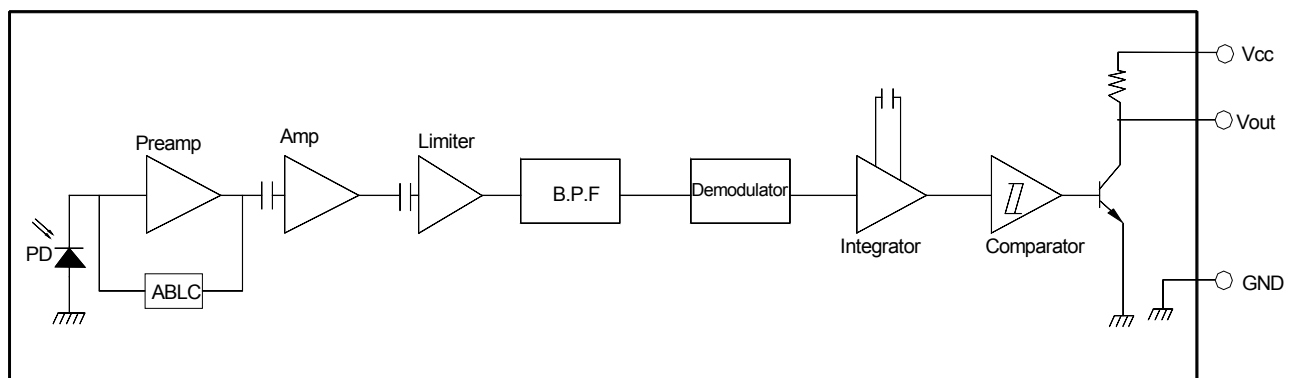 Vcc
Vout
Amp
Preamp
Limiter
B.P.F
Demodulator
Integrator
Comparator
PD
ABLC
GND